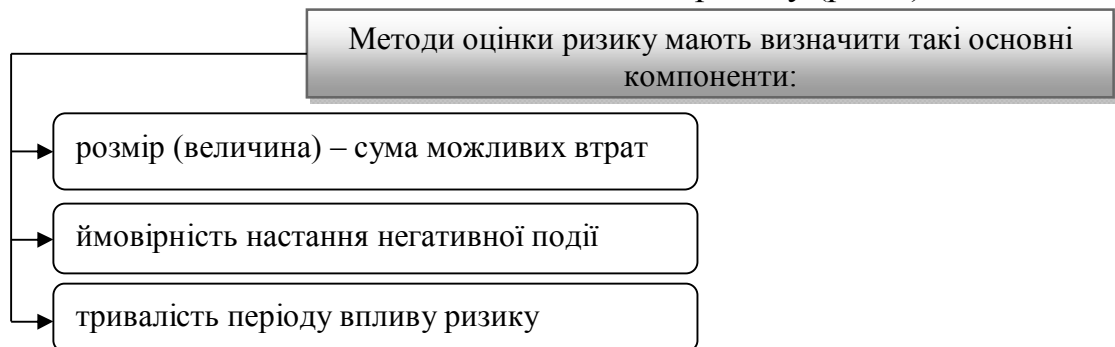 Методи оцінки ризику мають визначити такі основні
компоненти:
розмір (величина) – сума можливих втрат
ймовірність настання негативної події
тривалість періоду впливу ризику